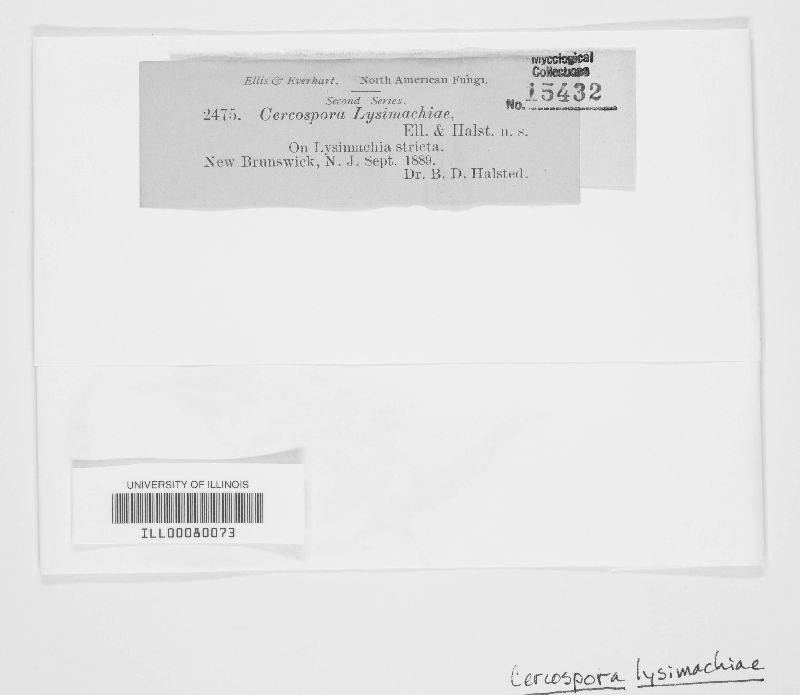 Ellis & Everhart. North American Fungi.
Second Series.
Mycological
Collections
No. 15432
2475. Cercospora Lysimachiae,
Ell. & Halst. n. s.
On Lysimachia stricta.
New Brunswick, N. J. Sept. 1889.
Dr. B. D. Halsted.
UNIVERSITY OF ILLINOIS
ILL00080073
Cercospora lysimachiae